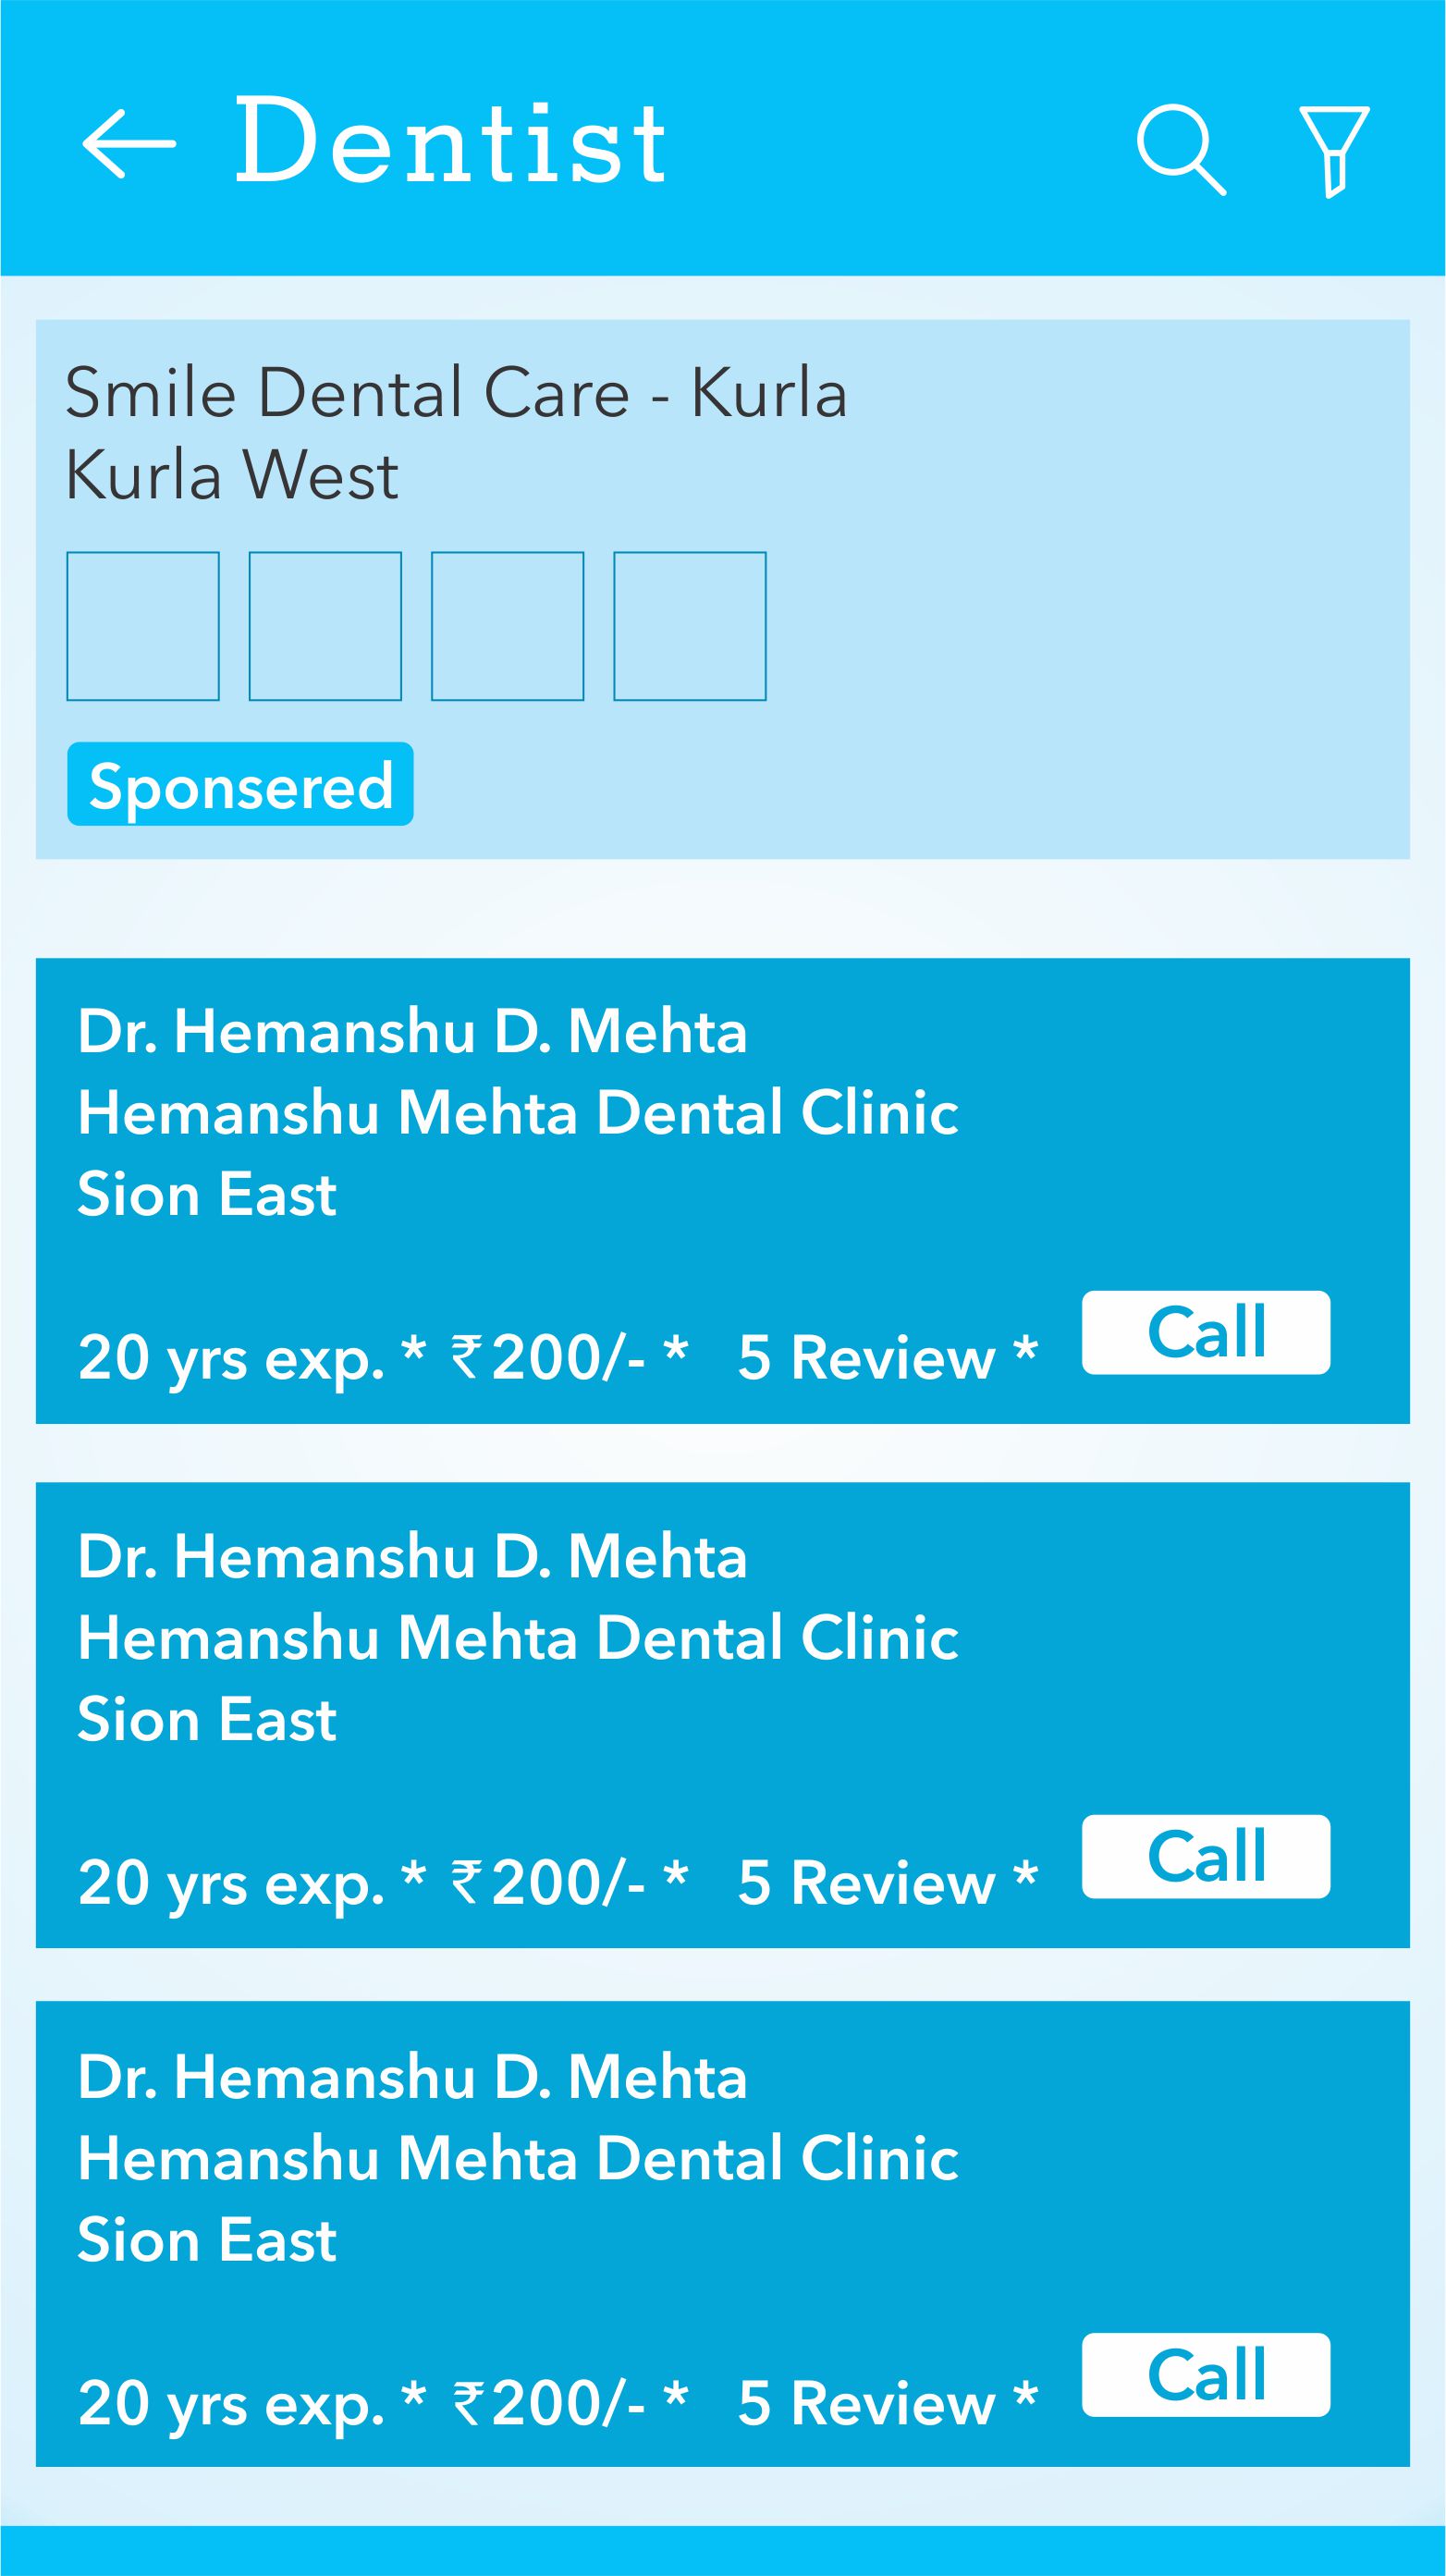 Dentist
Smile Dental Care - Kurla
Kurla West
Sponsered
Dr. Hemanshu D. Mehta
Hemanshu Mehta Dental Clinic
Sion East
20 yrs exp. * ₹200/- * 5 Review * Call
Dr. Hemanshu D. Mehta
Hemanshu Mehta Dental Clinic
Sion East
20 yrs exp. * ₹200/- * 5 Review * Call
Dr. Hemanshu D. Mehta
Hemanshu Mehta Dental Clinic
Sion East
20 yrs exp. * ₹200/- * 5 Review * Call